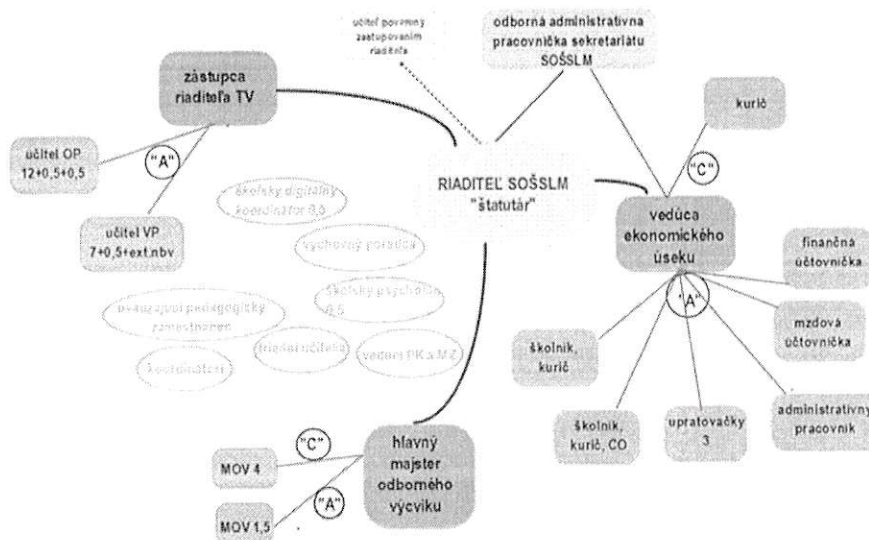 učiteľ poverený
zastupovaním
riaditeľa
odborná administratívna
pracovníčka sekretariátu
SOŠSLM
zástupca
riaditeľa TV
kurič
učiteľ OP
12+0,5+0,5
"A"
"C"
RIADITEĽ SOŠSLM
"štatutár"
školský digitálny
koordinátor 0,5
učiteľ VP
7+0,5+ext.nbv
vedúca
ekonomického
úseku
výchovný poradca
finančná
účtovníčka
školský psychológ
0,5
"A"
uvádzajúci pedagogický
zamestnanec
mzdová
účtovníčka
triedni učitelia
vedúci PK a MZ
koordinátori
školník,
kurič
školník,
kurič, CO
upratovačky
3
administratívny
pracovník
"C"
MOV 4
hlavný
majster
odborného
výcviku
"A"
MOV 1,5